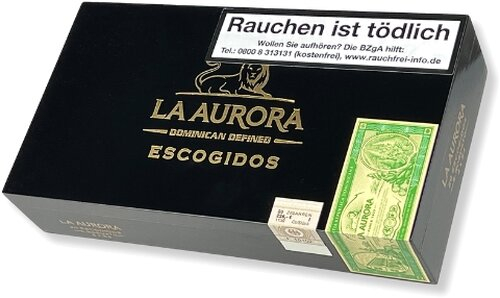 Rauchen ist tödlich
Wollen Sie aufhören? Die BZgA hilft:
Tel.: 0800 8 313131 (kostenfrei), www.rauchfrei-info.de
LA AURORA
DOMINICAN DEFINED
ESCOGIDOS
LA AURORA